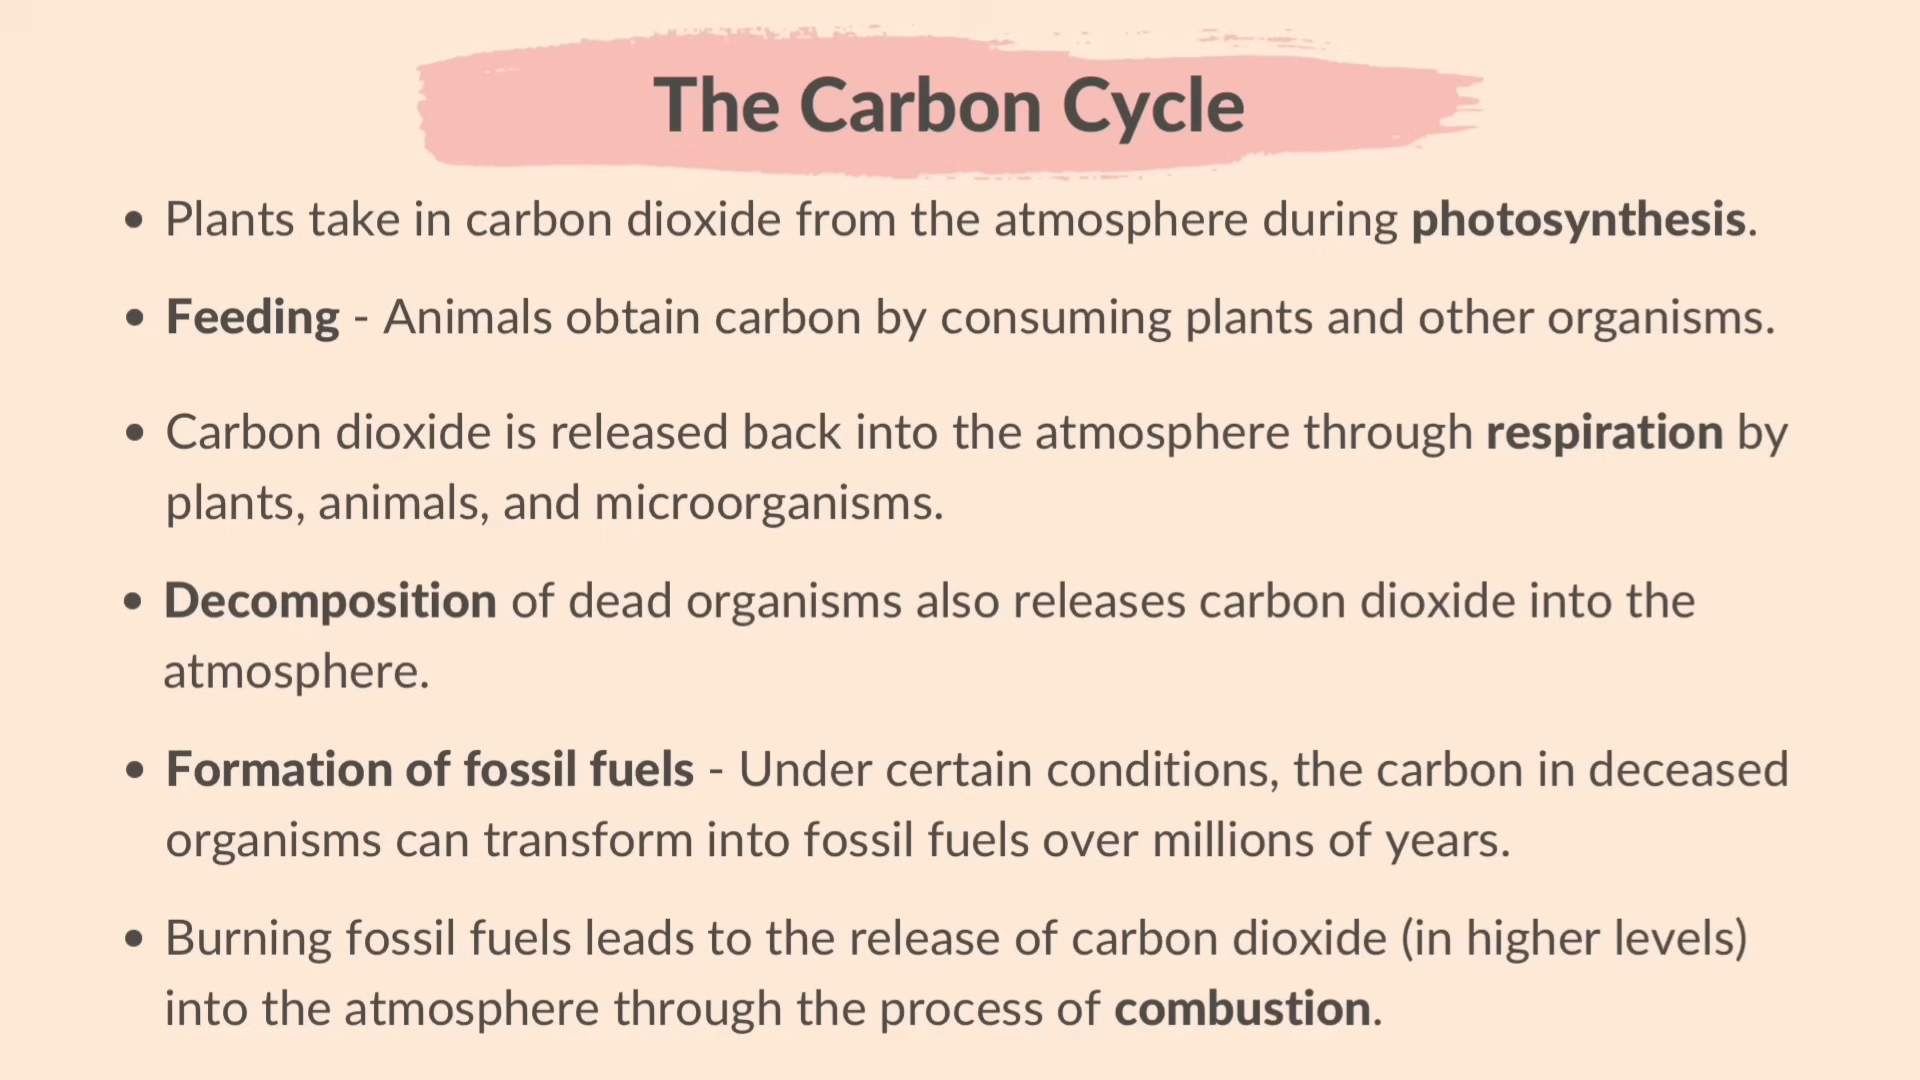 The Carbon Cycle
• Plants take in carbon dioxide from the atmosphere during photosynthesis.
• Feeding - Animals obtain carbon by consuming plants and other organisms.
• Carbon dioxide is released back into the atmosphere through respiration by
plants, animals, and microorganisms.
• Decomposition of dead organisms also releases carbon dioxide into the
atmosphere.
• Formation of fossil fuels - Under certain conditions, the carbon in deceased
organisms can transform into fossil fuels over millions of years.
• Burning fossil fuels leads to the release of carbon dioxide (in higher levels)
into the atmosphere through the process of combustion.